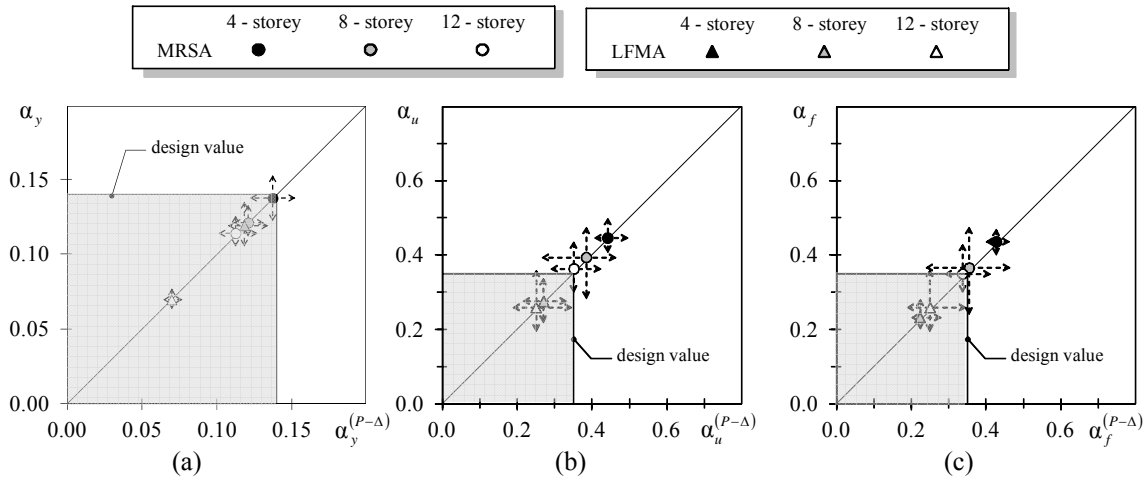 4 - storey 8 - storey 12 - storey
MRSA
4 - storey 8 - storey 12 - storey
LFMA
α_y
design value
0.15
0.10
0.05
0.00
0.00 0.05 0.10 0.15 α_y^(P−Δ)
(a)
α_u
0.6
0.4
0.2
0.0
design value
0.0 0.2 0.4 0.6 α_u^(P−Δ)
(b)
α_f
0.6
0.4
0.2
0.0
design value
0.0 0.2 0.4 0.6 α_f^(P−Δ)
(c)